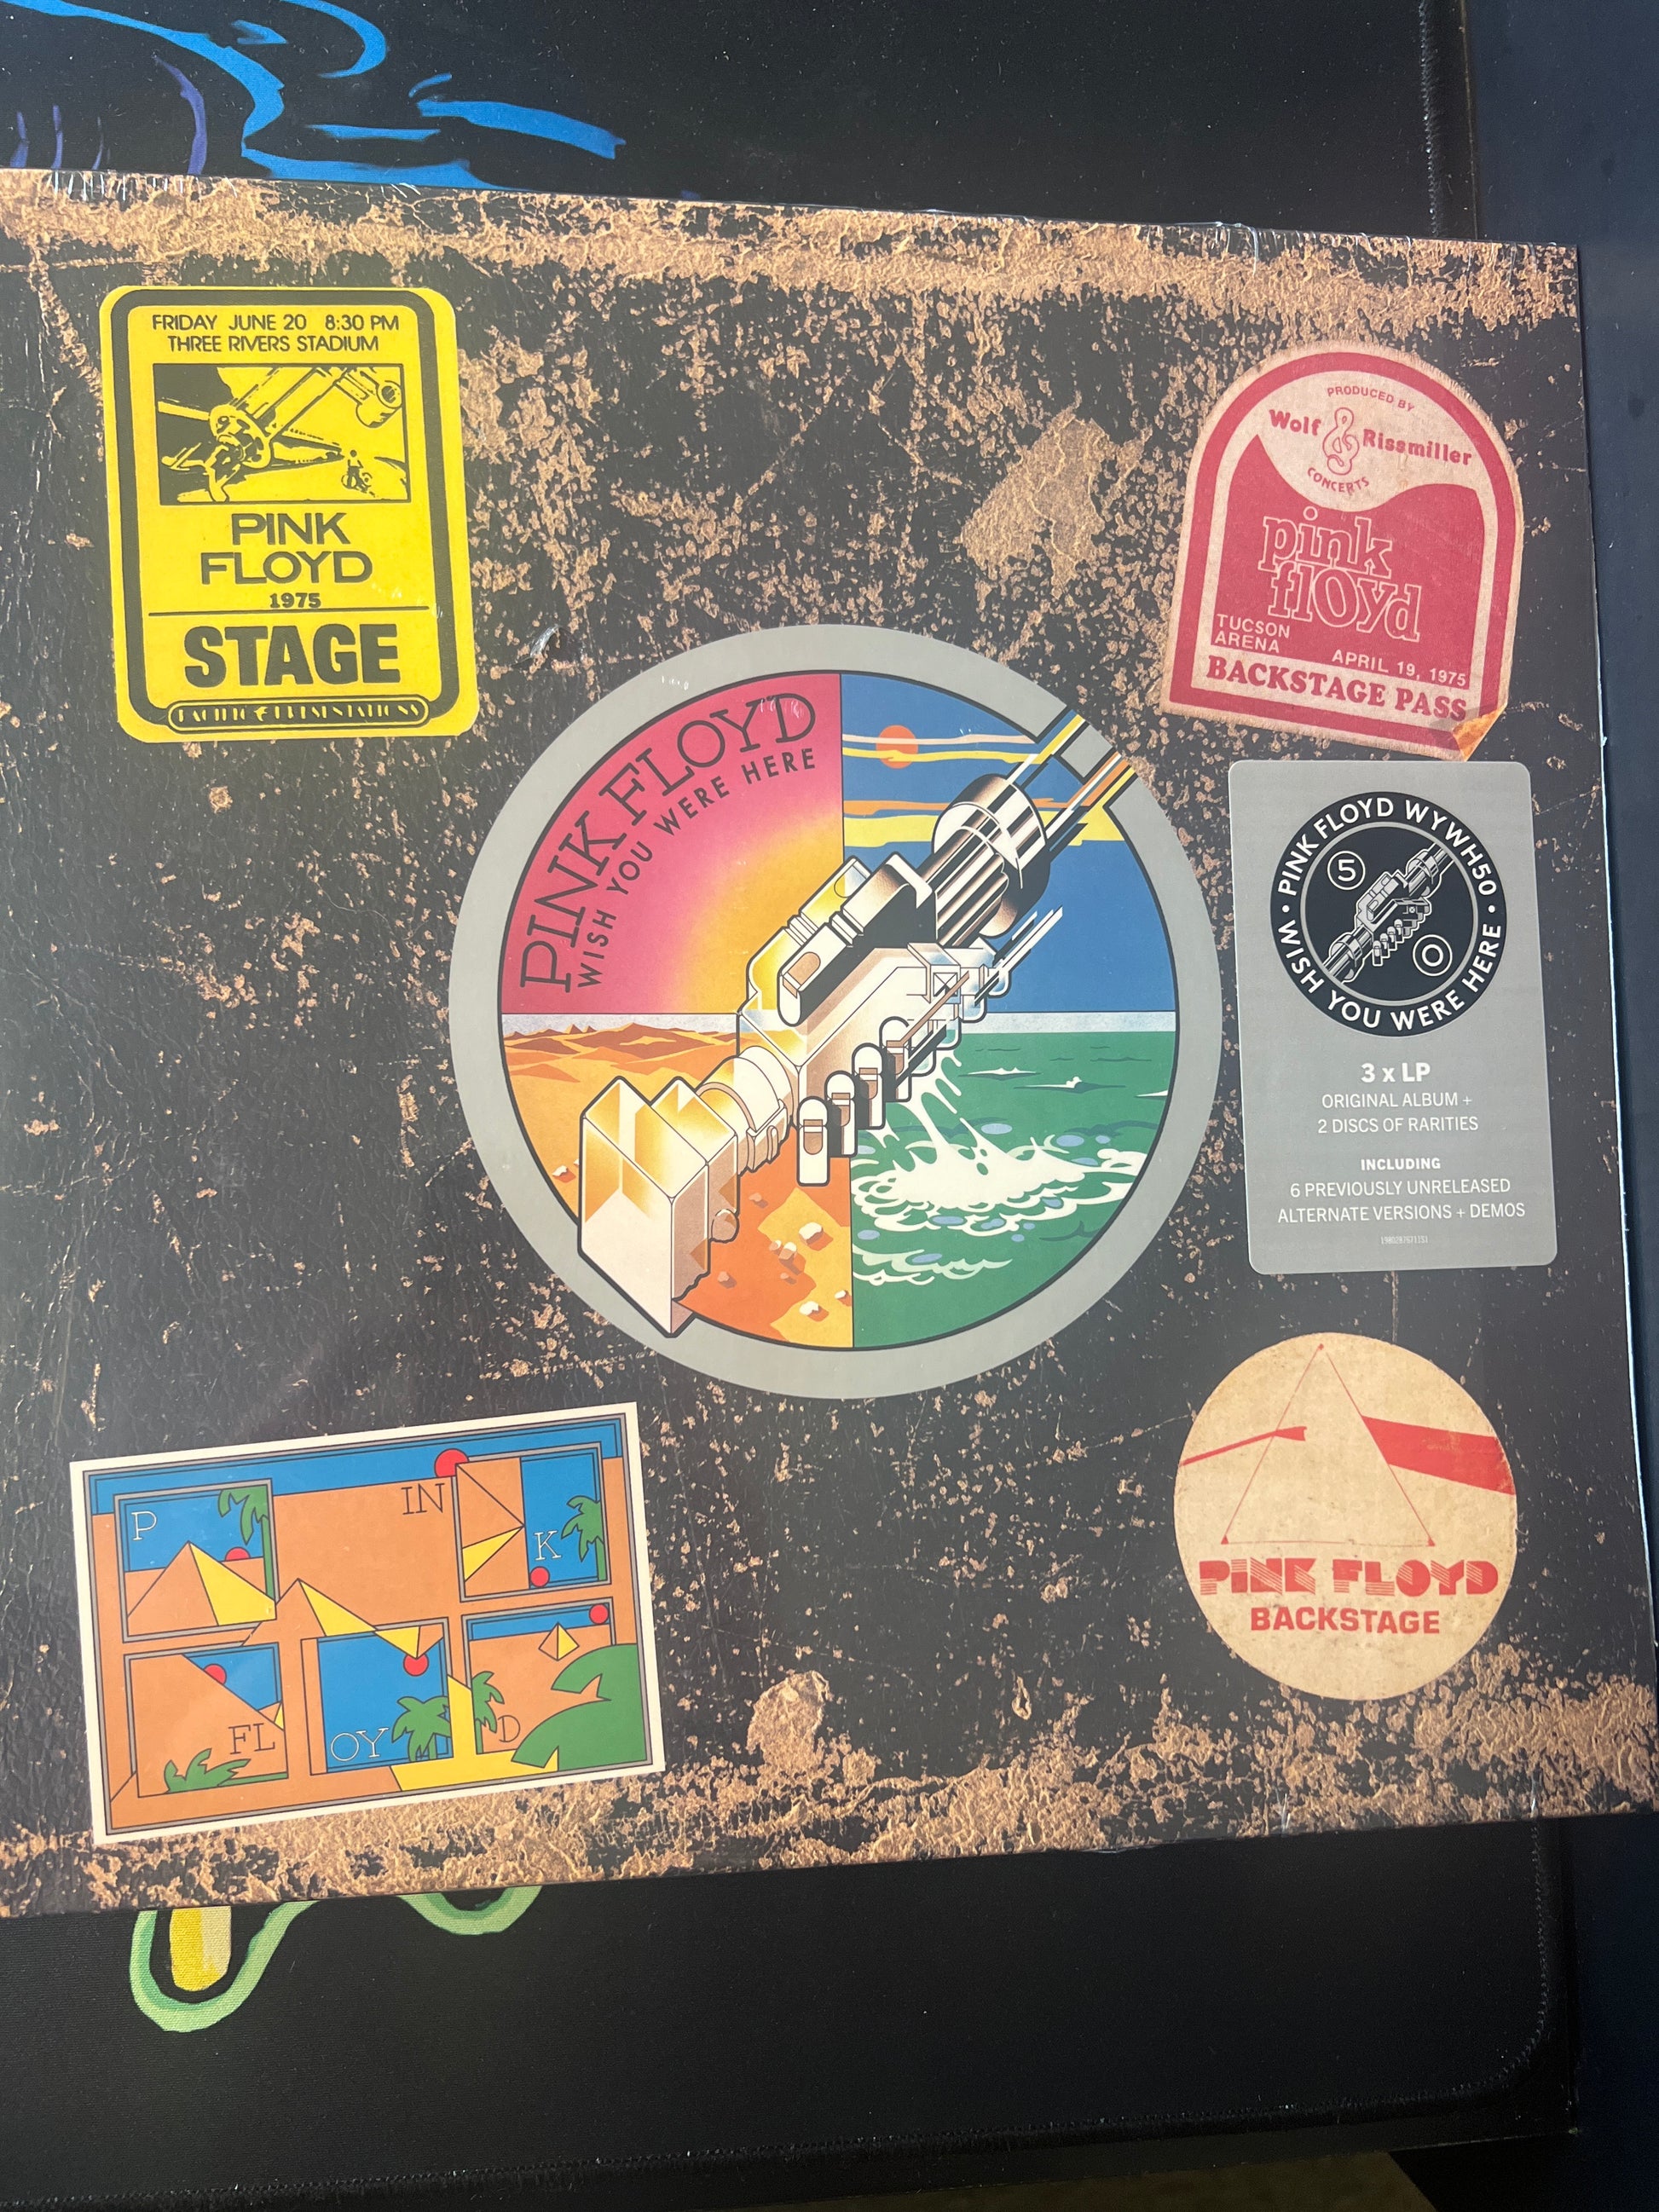 FRIDAY JUNE 20 8:30 PM
THREE RIVERS STADIUM
PINK
FLOYD
1975
STAGE
PACIFIC PRESENTATIONS
PRODUCED BY
Wolf & Rissmiller
CONCERTS
pink
floyd
TUCSON
ARENA
APRIL 19, 1975
BACKSTAGE PASS
PINK FLOYD
WISH YOU WERE HERE
PINK FLOYD WYWH50
5
0
• WISH YOU WERE HERE •
3 x LP
ORIGINAL ALBUM +
2 DISCS OF RARITIES
INCLUDING
6 PREVIOUSLY UNRELEASED
ALTERNATE VERSIONS + DEMOS
P
IN
K
FL
OY
D
PINK FLOYD
BACKSTAGE